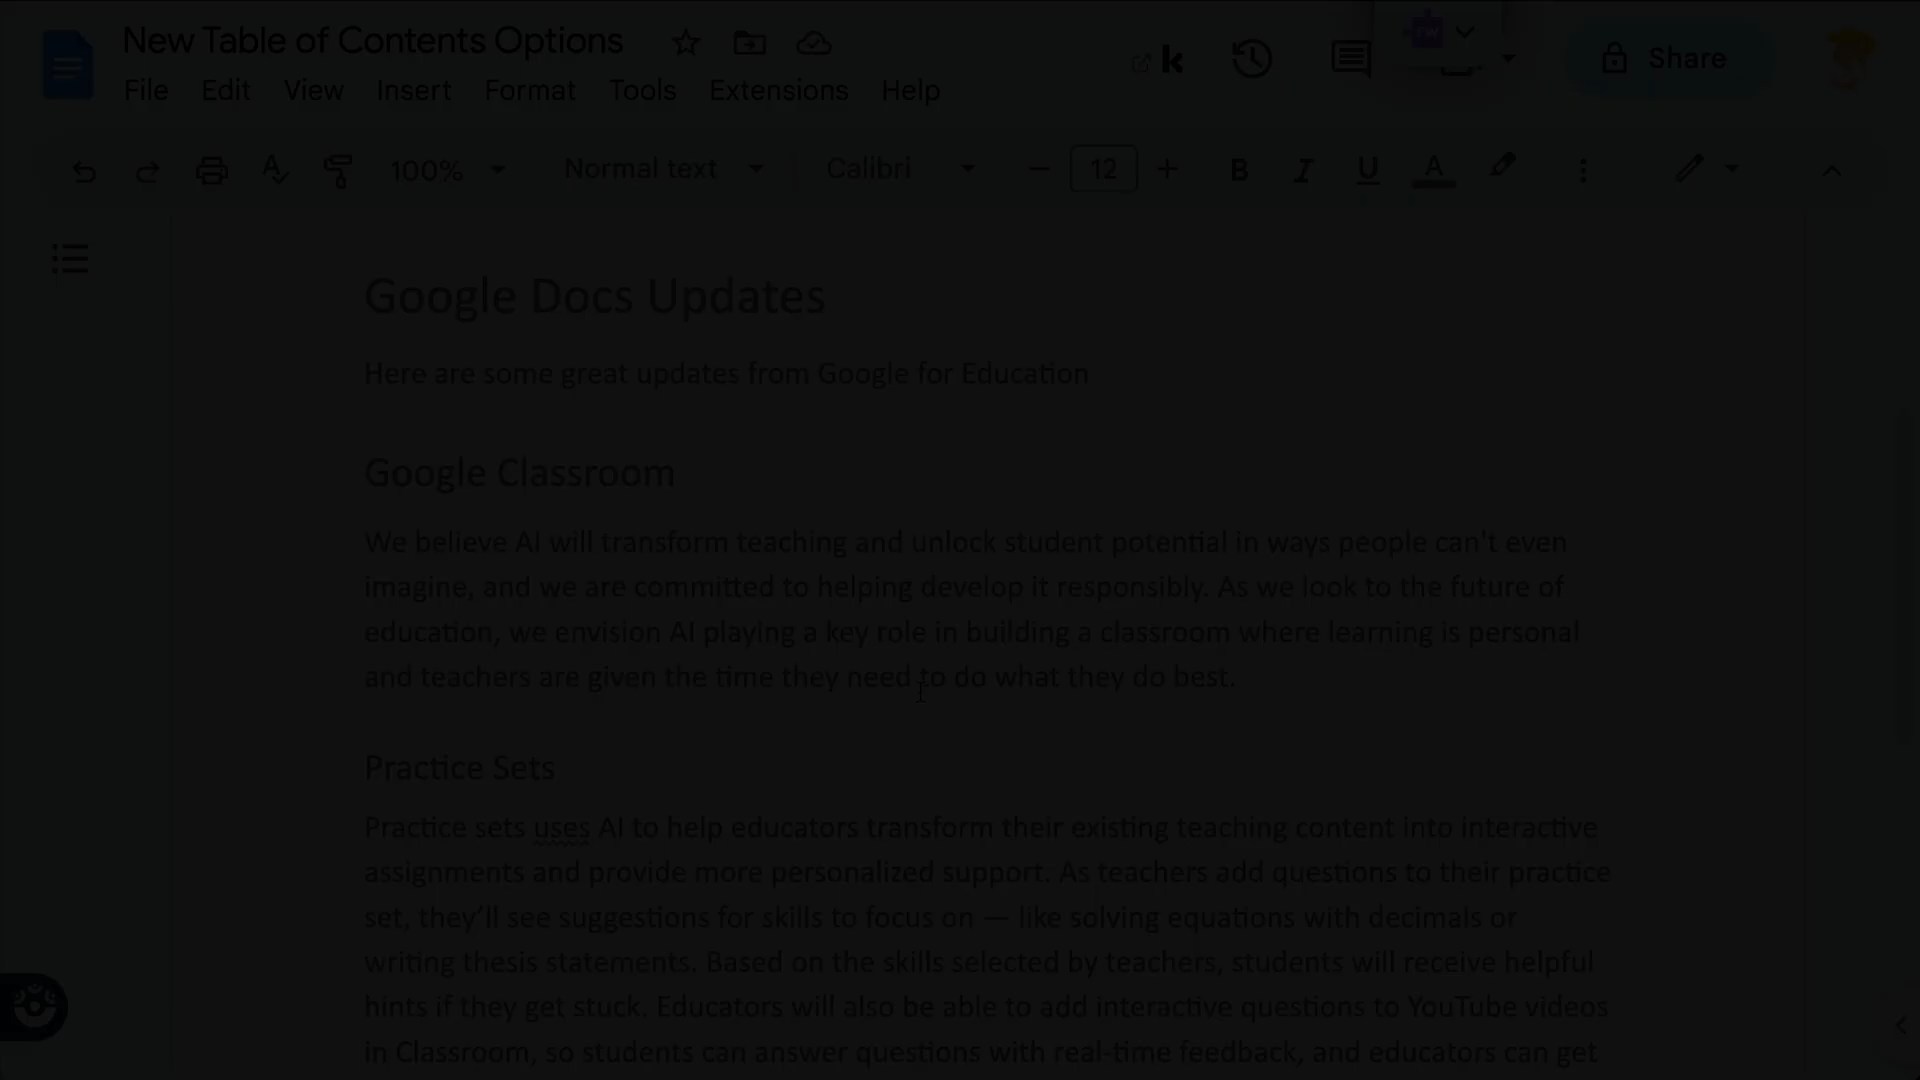 New Table of Contents Options
File Edit View Insert Format Tools Extensions Help
k
TW
Share
100% Normal text Calibri 12 B I U A
Google Docs Updates
Here are some great updates from Google for Education
Google Classroom
We believe AI will transform teaching and unlock student potential in ways people can't even
imagine, and we are committed to helping develop it responsibly. As we look to the future of
education, we envision AI playing a key role in building a classroom where learning is personal
and teachers are given the time they need to do what they do best.
Practice Sets
Practice sets uses AI to help educators transform their existing teaching content into interactive
assignments and provide more personalized support. As teachers add questions to their practice
set, they’ll see suggestions for skills to focus on — like solving equations with decimals or
writing thesis statements. Based on the skills selected by teachers, students will receive helpful
hints if they get stuck. Educators will also be able to add interactive questions to YouTube videos
in Classroom, so students can answer questions with real-time feedback, and educators can get